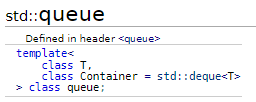 std::queue
Defined in header <queue>
template<
    class T,
    class Container = std::deque<T>
> class queue;